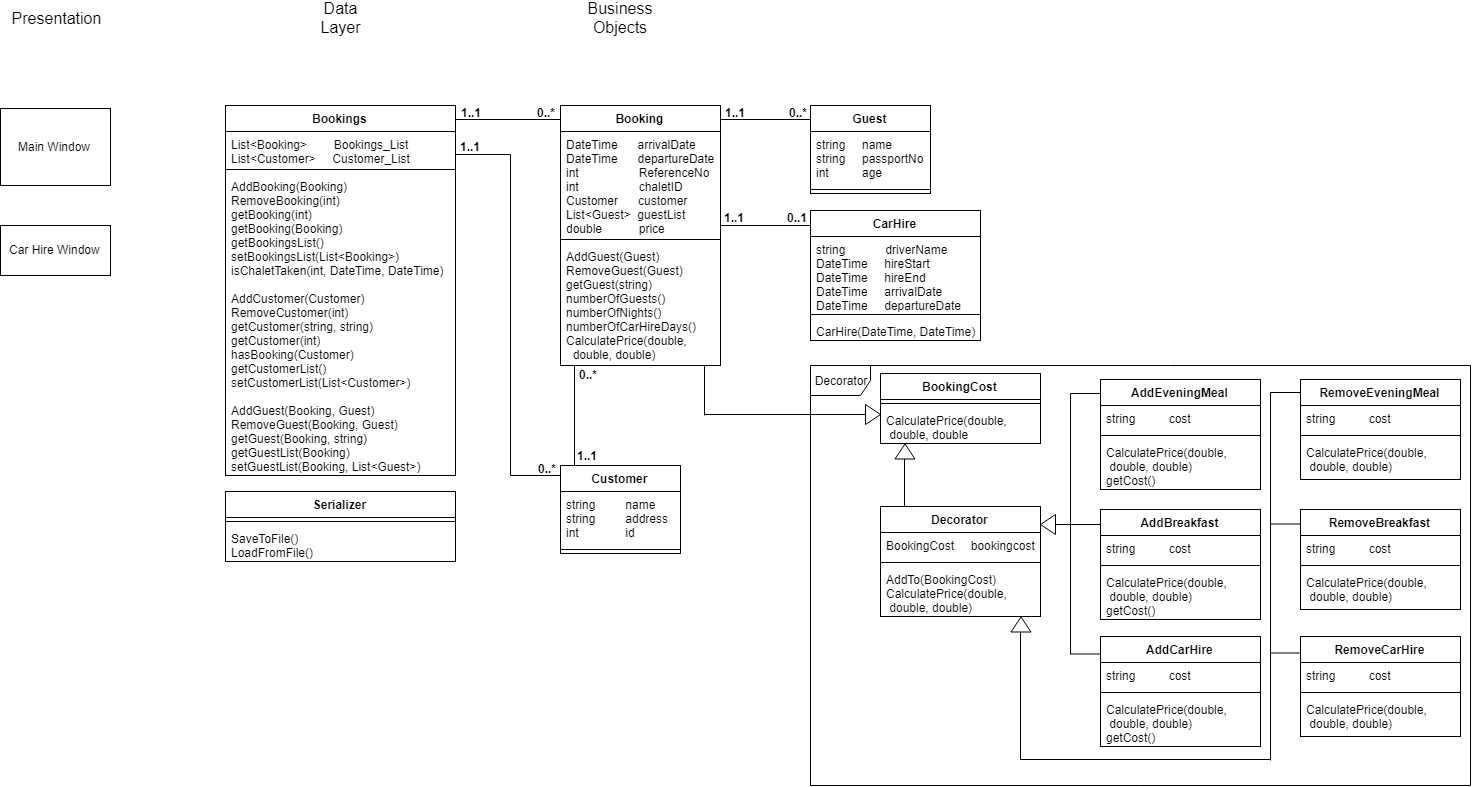 Presentation
Data
Layer
Business
Objects
Main Window
Car Hire Window
Bookings
List<Booking> Bookings_List
List<Customer> Customer_List
AddBooking(Booking)
RemoveBooking(int)
getBooking(int)
getBooking(Booking)
getBookingsList()
setBookingsList(List<Booking>)
isChaletTaken(int, DateTime, DateTime)
AddCustomer(Customer)
RemoveCustomer(int)
getCustomer(string, string)
getCustomer(int)
hasBooking(Customer)
getCustomerList()
setCustomerList(List<Customer>)
AddGuest(Booking, Guest)
RemoveGuest(Booking, Guest)
getGuest(Booking, string)
getGuestList(Booking)
setGuestList(Booking, List<Guest>)
Serializer
SaveToFile()
LoadFromFile()
1..1
0..*
1..1
0..*
Booking
DateTime arrivalDate
DateTime departureDate
int ReferenceNo
int chaletID
Customer customer
List<Guest> guestList
double price
AddGuest(Guest)
RemoveGuest(Guest)
getGuest(string)
numberOfGuests()
numberOfNights()
numberOfCarHireDays()
CalculatePrice(double,
double, double)
0..*
1..1
Customer
string name
string address
int id
1..1
0..*
Guest
string name
string passportNo
int age
1..1
0..1
CarHire
string driverName
DateTime hireStart
DateTime hireEnd
DateTime arrivalDate
DateTime departureDate
CarHire(DateTime, DateTime)
Decorator
BookingCost
CalculatePrice(double,
double, double
Decorator
BookingCost bookingcost
AddTo(BookingCost)
CalculatePrice(double,
double, double)
AddEveningMeal
string cost
CalculatePrice(double,
double, double)
getCost()
RemoveEveningMeal
string cost
CalculatePrice(double,
double, double)
AddBreakfast
string cost
CalculatePrice(double,
double, double)
getCost()
RemoveBreakfast
string cost
CalculatePrice(double,
double, double)
AddCarHire
string cost
CalculatePrice(double,
double, double)
getCost()
RemoveCarHire
string cost
CalculatePrice(double,
double, double)